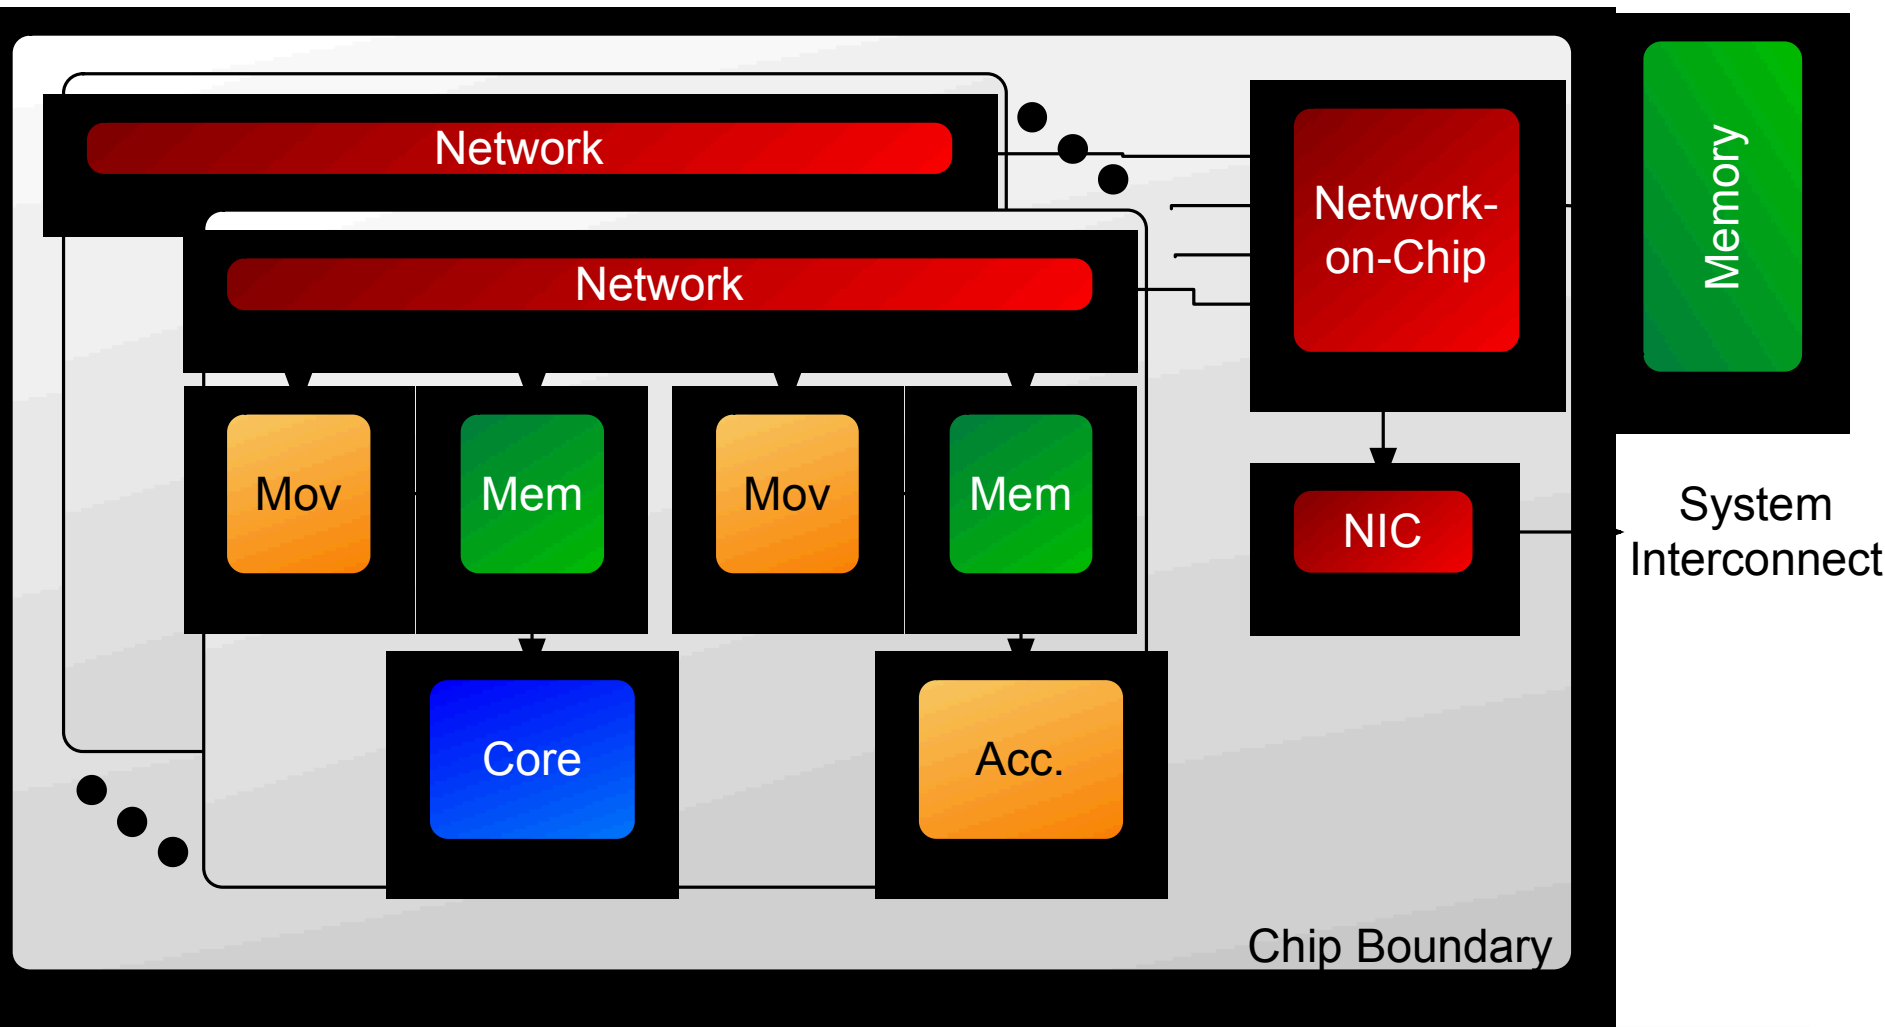 Network
Network
Network-
on-Chip
Memory
Mov
Mem
Mov
Mem
NIC
System
Interconnect
Core
Acc.
Chip Boundary